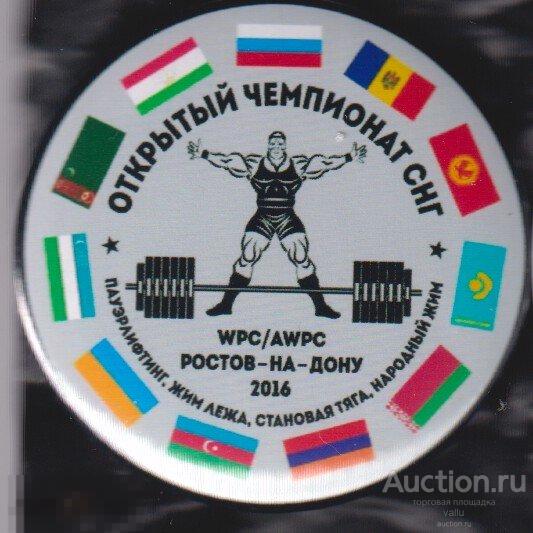 ОТКРЫТЫЙ ЧЕМПИОНАТ СНГ
WPC/AWPC
РОСТОВ-НА-ДОНУ
2016
ПАУЭРЛИФТИНГ, ЖИМ ЛЕЖА, СТАНОВАЯ ТЯГА, НАРОДНЫЙ ЖИМ
Auction.ru
торговая площадка
vallu
auction.ru